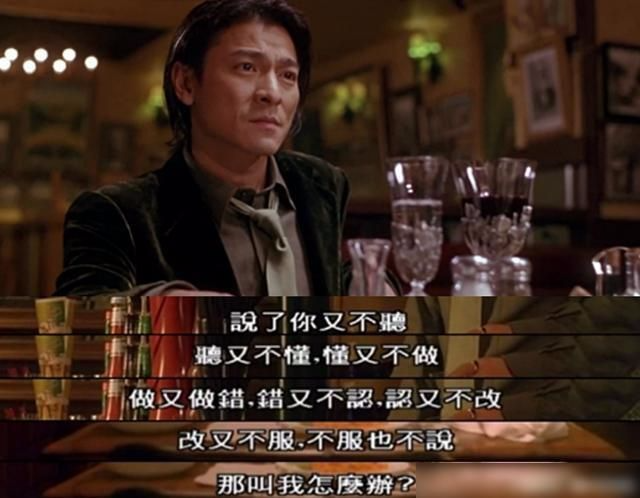 說了你又不聽
聽又不懂,懂又不做
做又做錯,錯又不認,認又不改
改又不服,不服也不說
那叫我怎麼辦?